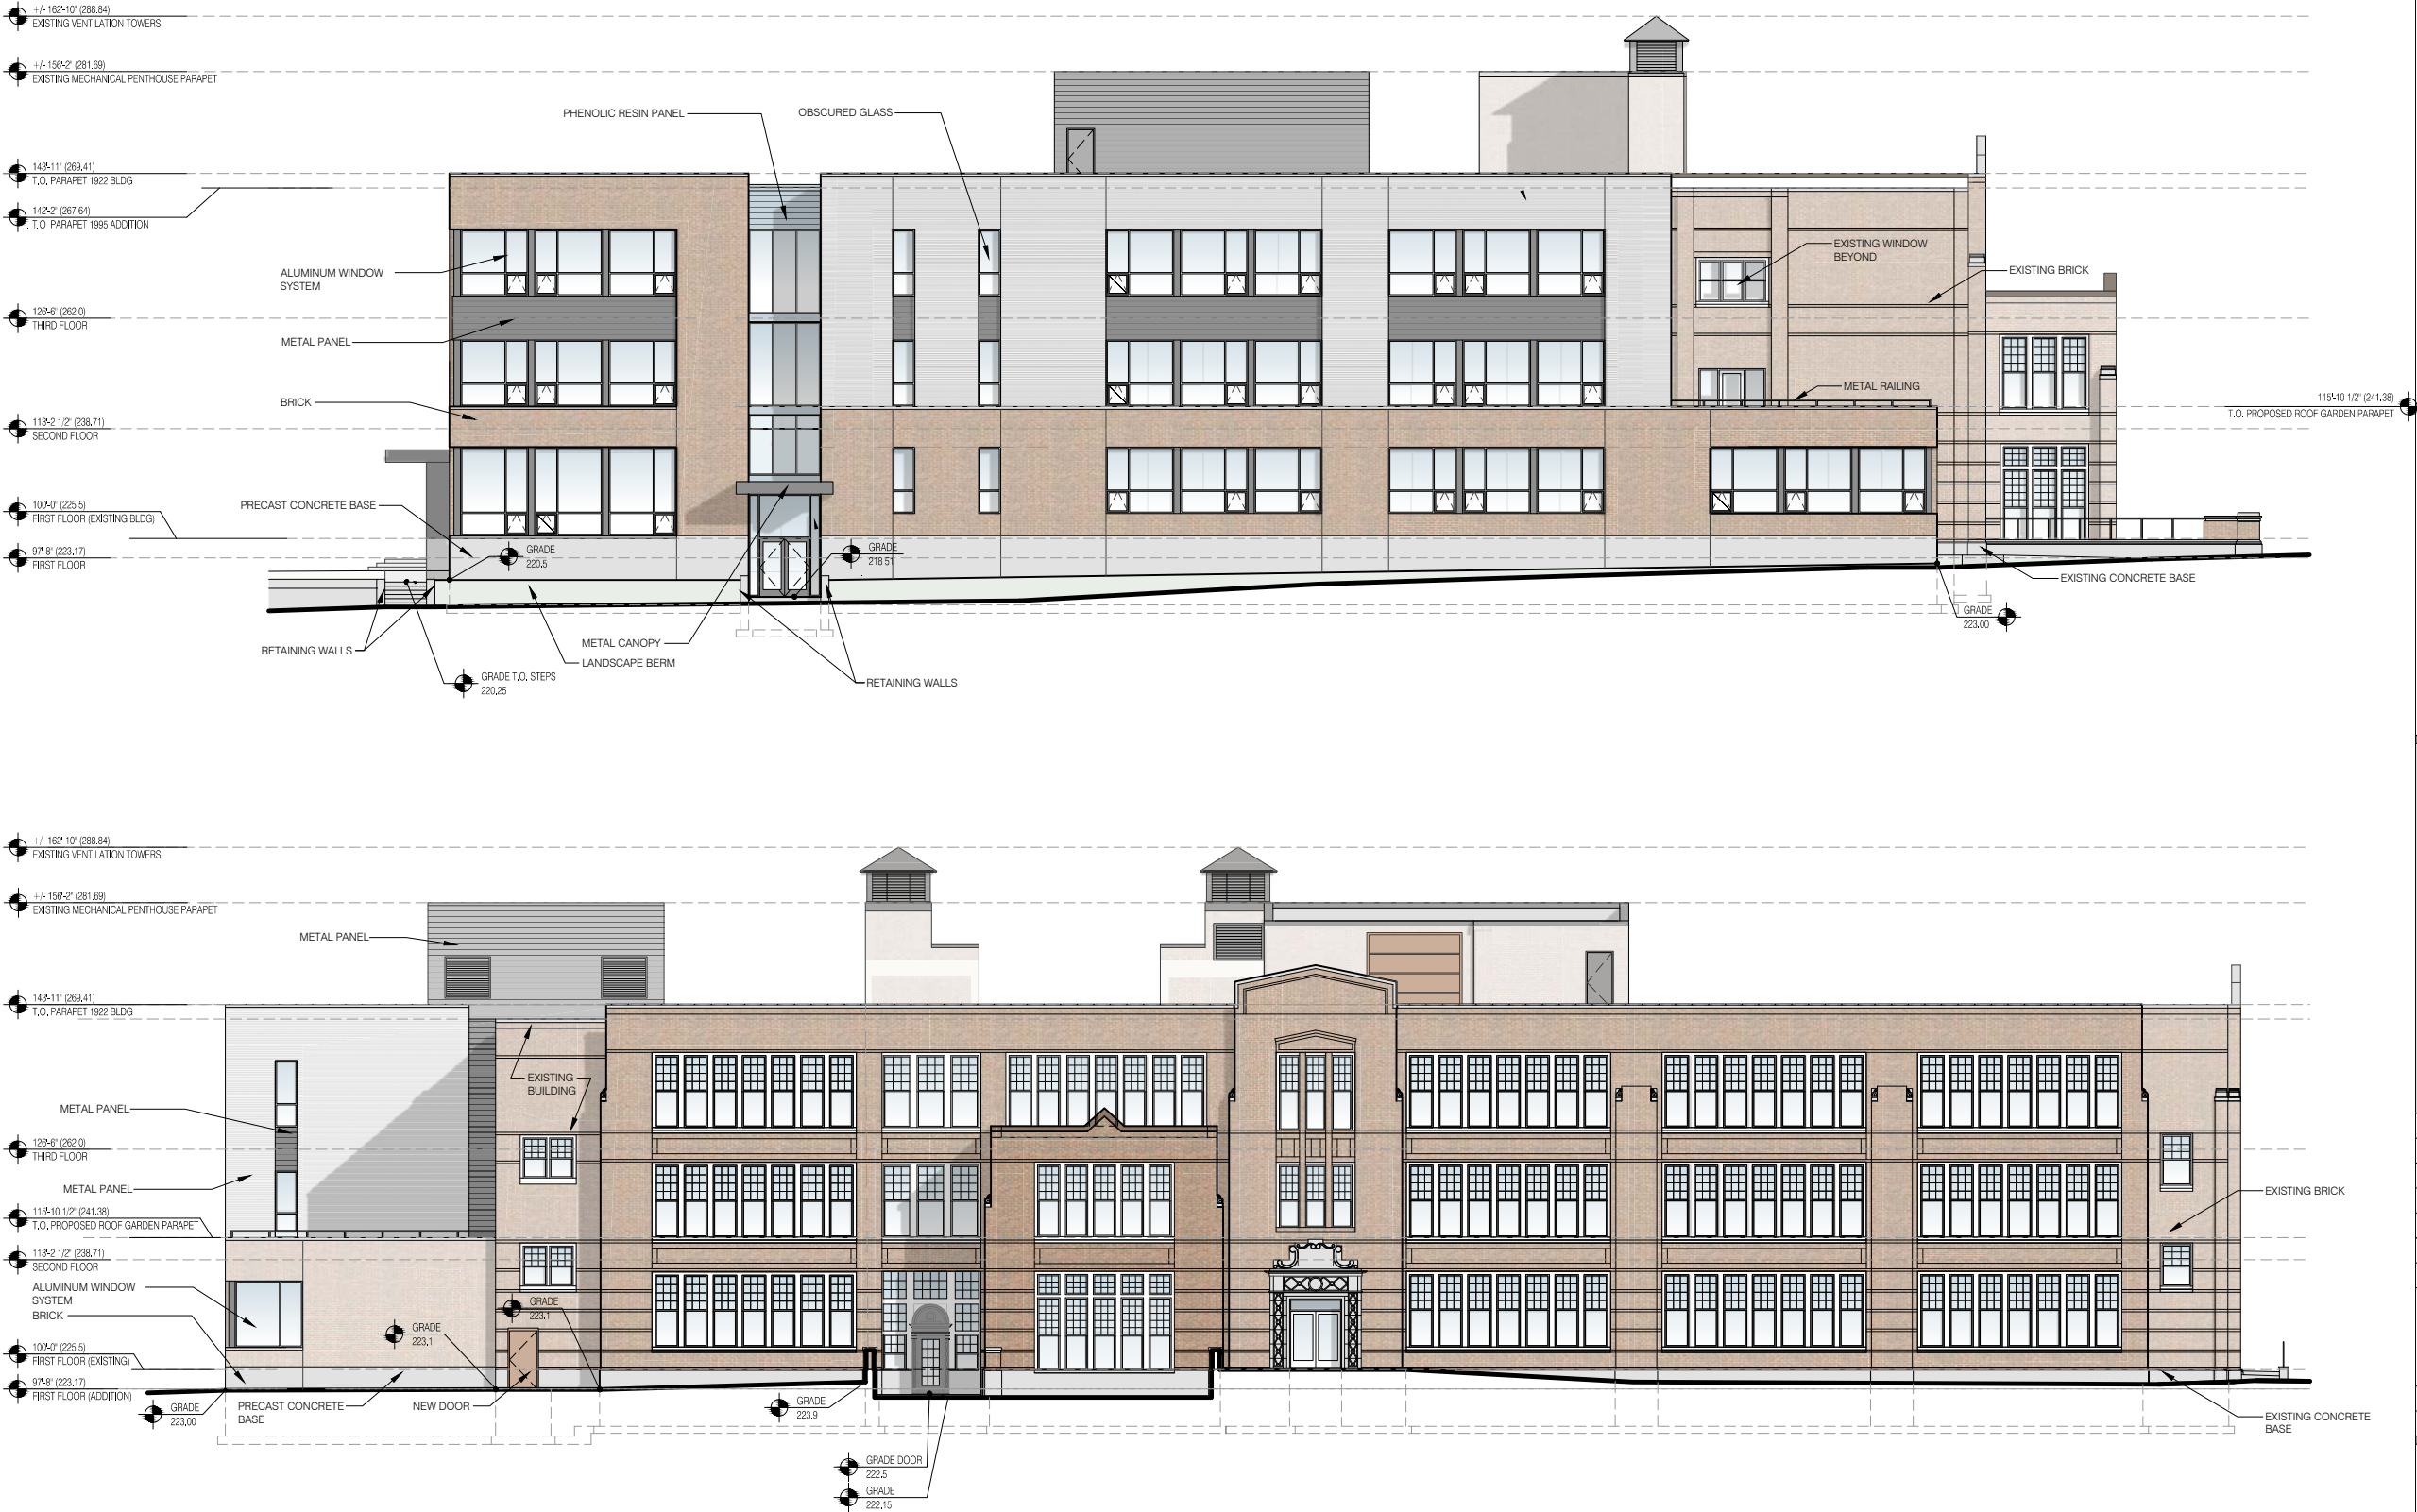 +/- 162'-10" (288.84)
EXISTING VENTILATION TOWERS
+/- 156'-2" (281.69)
EXISTING MECHANICAL PENTHOUSE PARAPET
PHENOLIC RESIN PANEL
OBSCURED GLASS
143'-11" (269.41)
T.O. PARAPET 1922 BLDG
142'-2" (267.64)
T.O PARAPET 1995 ADDITION
ALUMINUM WINDOW
SYSTEM
EXISTING WINDOW
BEYOND
EXISTING BRICK
126'-6" (262.0)
THIRD FLOOR
METAL PANEL
METAL RAILING
BRICK
115'-10 1/2" (241.38)
T.O. PROPOSED ROOF GARDEN PARAPET
113'-2 1/2" (238.71)
SECOND FLOOR
PRECAST CONCRETE BASE
100'-0" (225.5)
FIRST FLOOR (EXISTING BLDG)
97'-8" (223.17)
FIRST FLOOR
GRADE
220.5
GRADE
218.51
EXISTING CONCRETE BASE
GRADE
223.00
RETAINING WALLS
METAL CANOPY
LANDSCAPE BERM
GRADE T.O. STEPS
220.25
RETAINING WALLS
+/- 162'-10" (288.84)
EXISTING VENTILATION TOWERS
+/- 156'-2" (281.69)
EXISTING MECHANICAL PENTHOUSE PARAPET
METAL PANEL
143'-11" (269.41)
T.O. PARAPET 1922 BLDG
EXISTING
BUILDING
METAL PANEL
126'-6" (262.0)
THIRD FLOOR
METAL PANEL
EXISTING BRICK
115'-10 1/2" (241.38)
T.O. PROPOSED ROOF GARDEN PARAPET
113'-2 1/2" (238.71)
SECOND FLOOR
ALUMINUM WINDOW
SYSTEM
BRICK
GRADE
223.1
GRADE
223.1
100'-0" (225.5)
FIRST FLOOR (EXISTING)
97'-8" (223.17)
FIRST FLOOR (ADDITION)
GRADE
223.00
PRECAST CONCRETE
BASE
NEW DOOR
GRADE
223.9
EXISTING CONCRETE
BASE
GRADE DOOR
222.5
GRADE
222.15